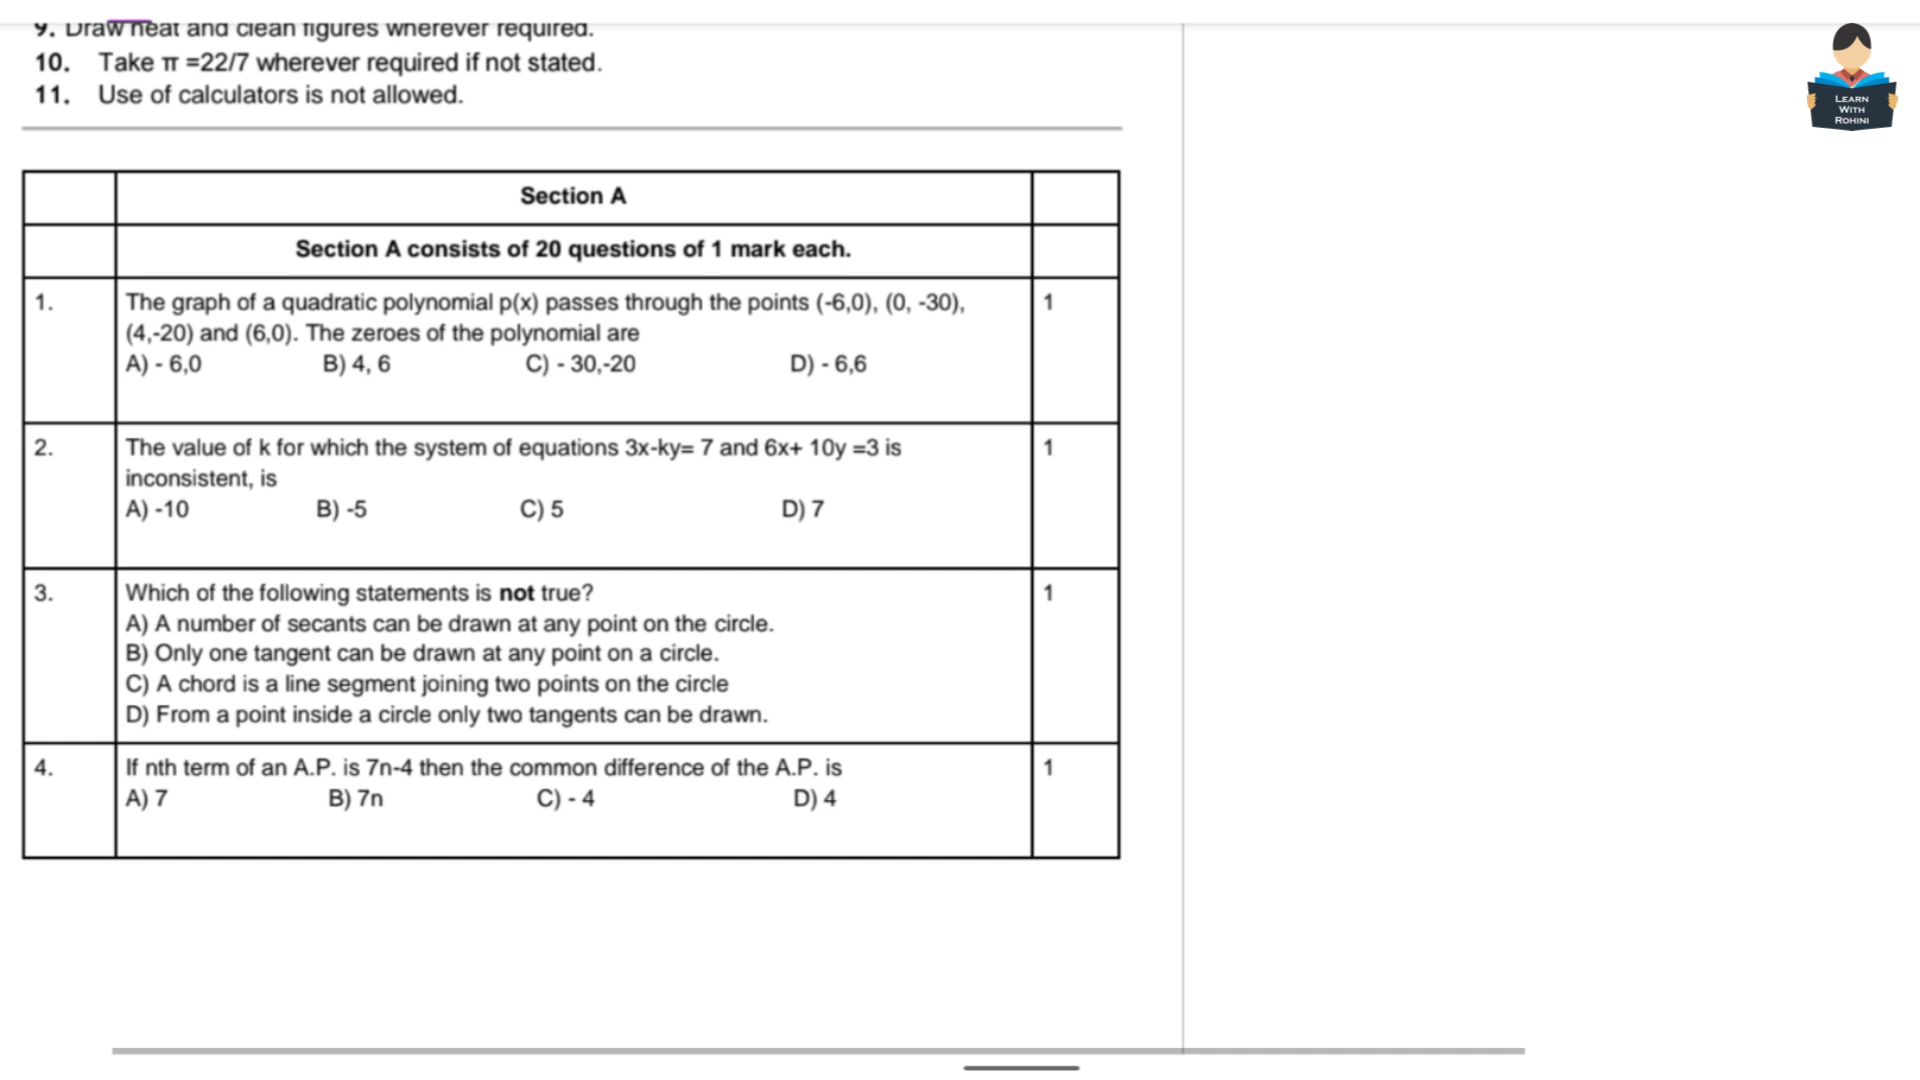 9. Draw neat and clean figures wherever required.
10. Take π =22/7 wherever required if not stated.
11. Use of calculators is not allowed.
LEARN
WITH
ROHINI
Section A
Section A consists of 20 questions of 1 mark each.
1. The graph of a quadratic polynomial p(x) passes through the points (-6,0), (0, -30), 1
(4,-20) and (6,0). The zeroes of the polynomial are
A) - 6,0 B) 4, 6 C) - 30,-20 D) - 6,6
2. The value of k for which the system of equations 3x-ky= 7 and 6x+ 10y =3 is 1
inconsistent, is
A) -10 B) -5 C) 5 D) 7
3. Which of the following statements is not true? 1
A) A number of secants can be drawn at any point on the circle.
B) Only one tangent can be drawn at any point on a circle.
C) A chord is a line segment joining two points on the circle
D) From a point inside a circle only two tangents can be drawn.
4. If nth term of an A.P. is 7n-4 then the common difference of the A.P. is 1
A) 7 B) 7n C) - 4 D) 4